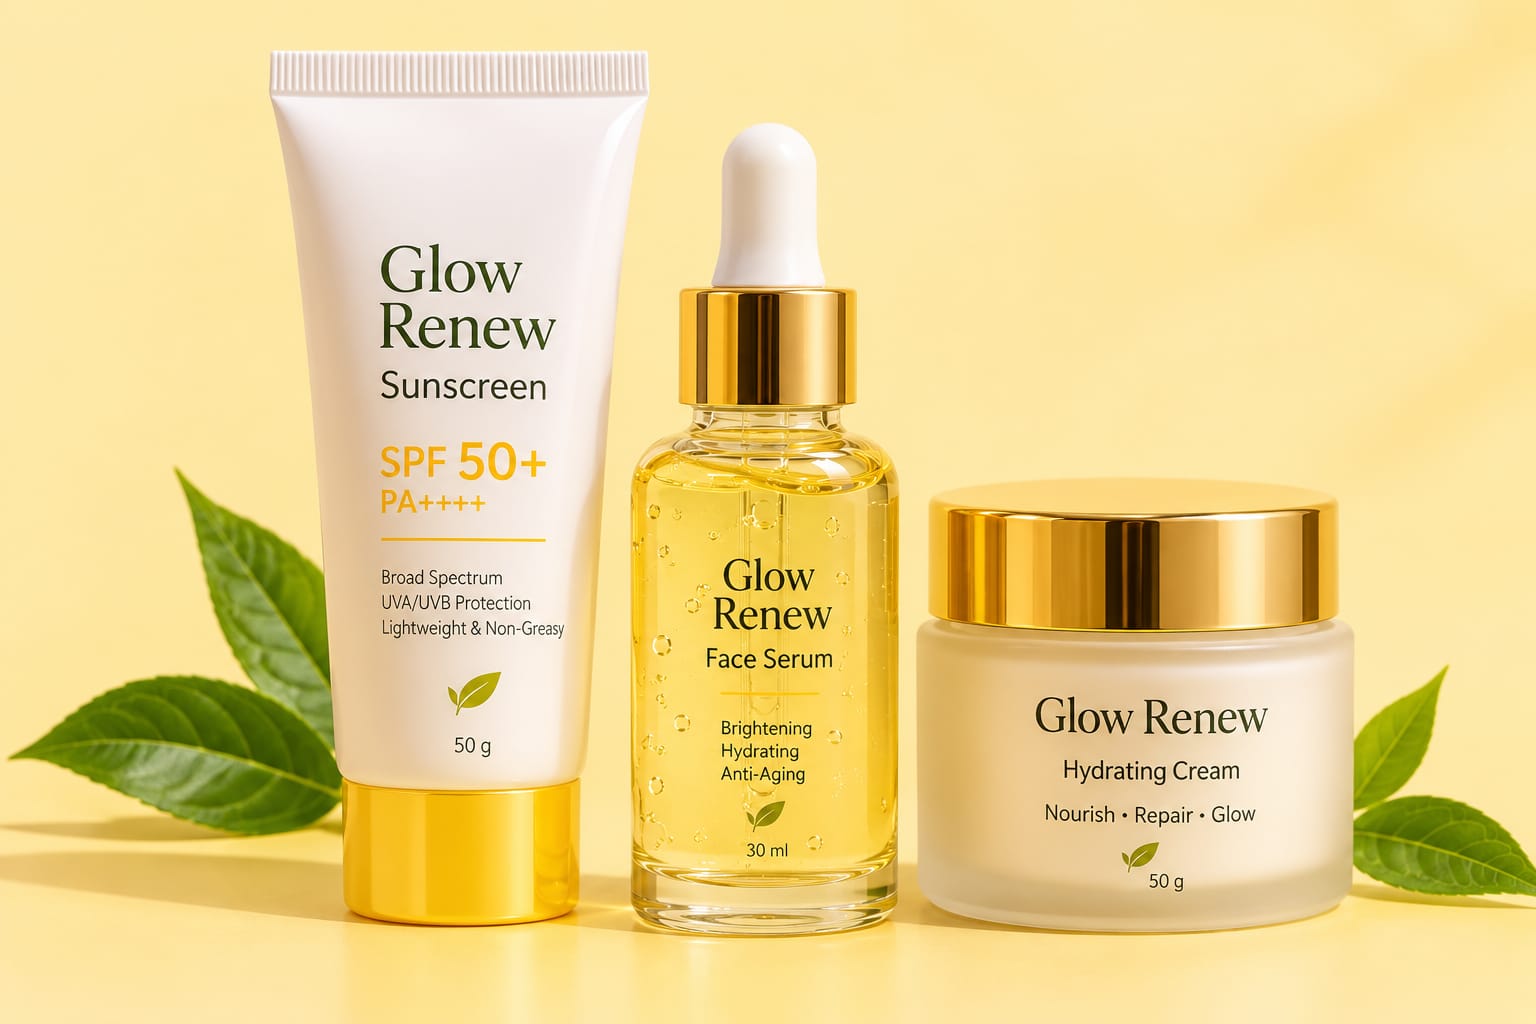 Glow
Renew
Sunscreen
SPF 50+
PA++++
Broad Spectrum
UVA/UVB Protection
Lightweight & Non-Greasy
50 g
Glow
Renew
Face Serum
Brightening
Hydrating
Anti-Aging
30 ml
Glow Renew
Hydrating Cream
Nourish • Repair • Glow
50 g